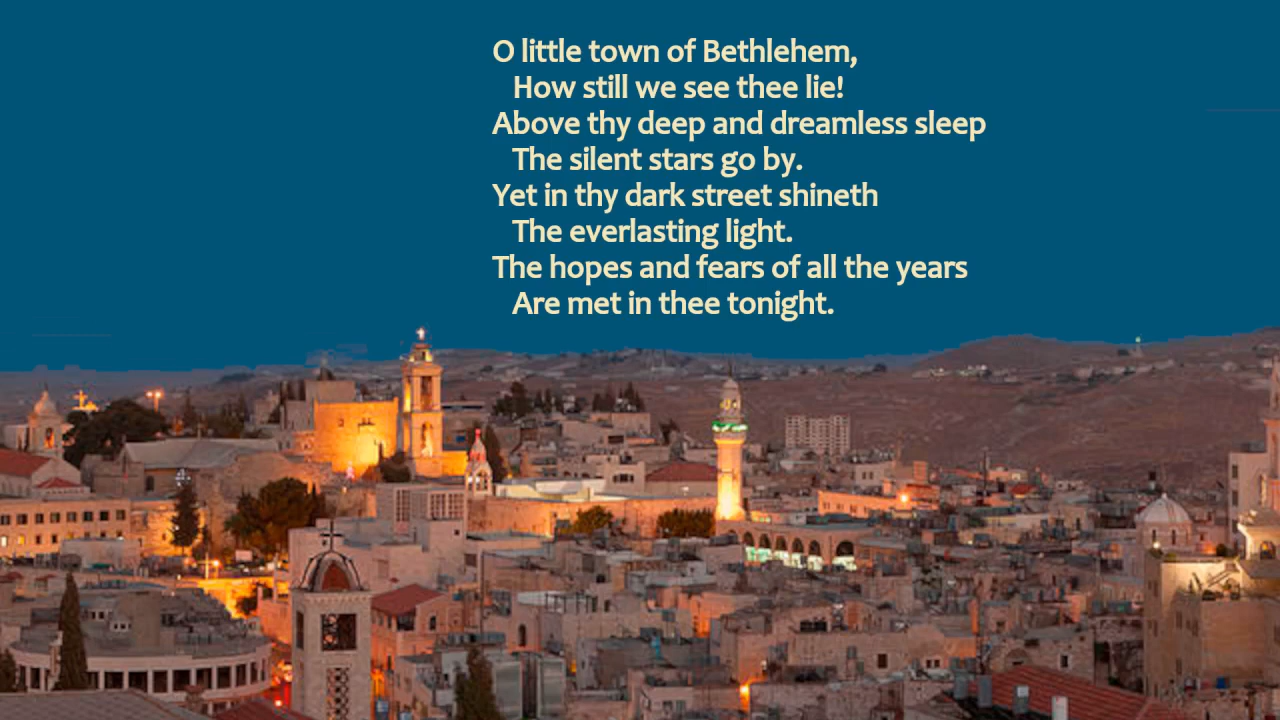 O little town of Bethlehem,
How still we see thee lie!
Above thy deep and dreamless sleep
The silent stars go by.
Yet in thy dark street shineth
The everlasting light.
The hopes and fears of all the years
Are met in thee tonight.